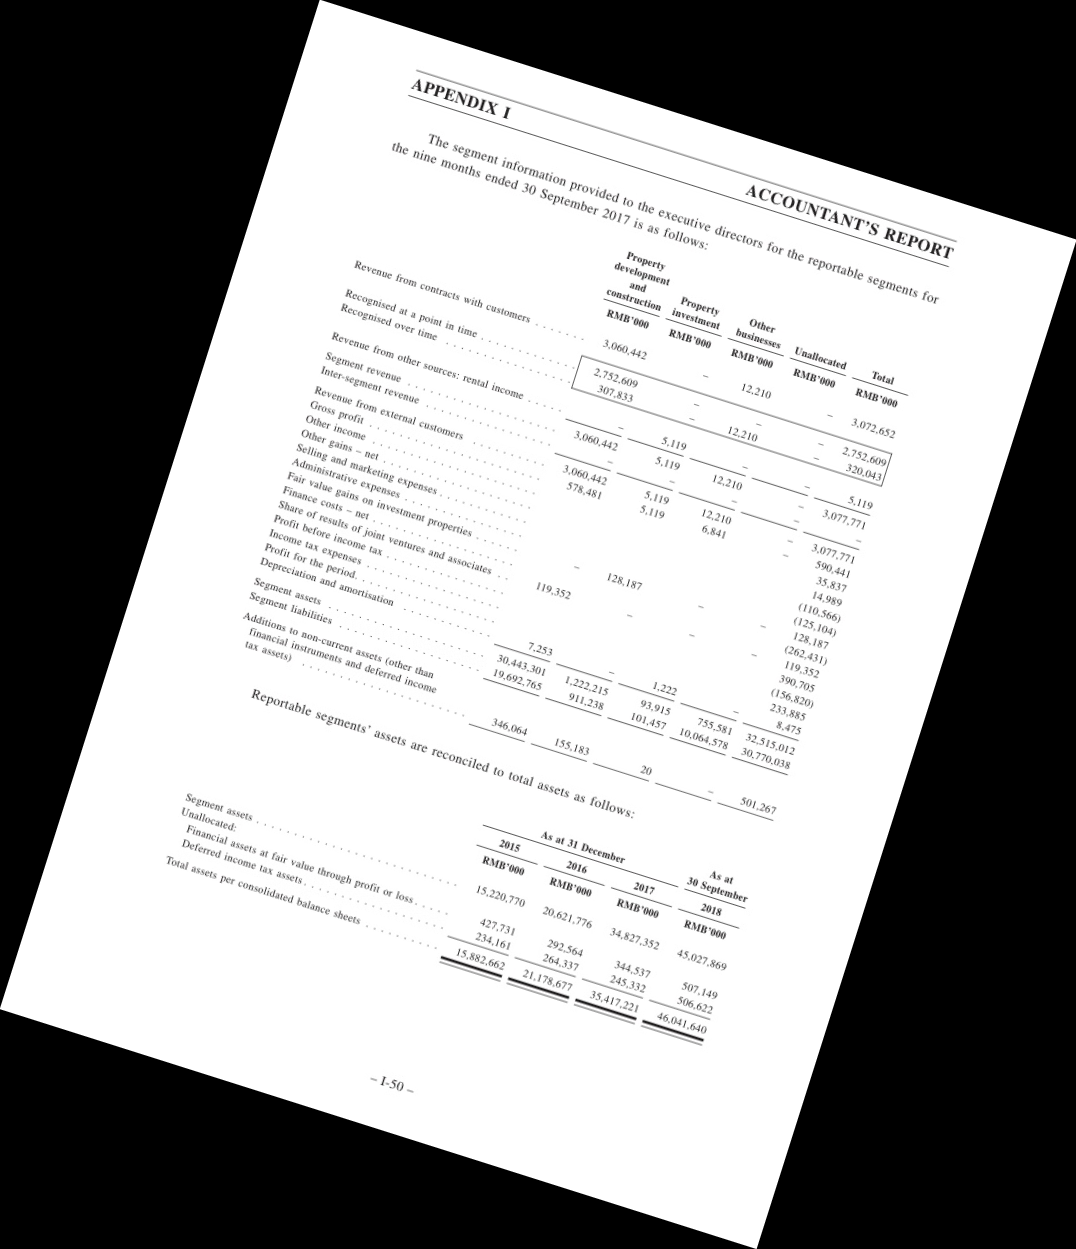 APPENDIX I
ACCOUNTANT'S REPORT
The segment information provided to the executive directors for the reportable segments for
the nine months ended 30 September 2017 is as follows:
Property
development
and
construction Property
investment Other
businesses Unallocated Total
RMB'000 RMB'000 RMB'000 RMB'000 RMB'000
Revenue from contracts with customers . . . . . . . 3,060,442 – 12,210 – 3,072,652
Recognised at a point in time . . . . . . . . . . . . . 2,752,609 – – – 2,752,609
Recognised over time . . . . . . . . . . . . . . . . . 307,833 – 12,210 – 320,043
Revenue from other sources: rental income . . . . . – 5,119 – – 5,119
Segment revenue . . . . . . . . . . . . . . . . . . . . 3,060,442 5,119 12,210 – 3,077,771
Inter-segment revenue . . . . . . . . . . . . . . . . . – – – – –
Revenue from external customers . . . . . . . . . . 3,060,442 5,119 12,210 – 3,077,771
Gross profit . . . . . . . . . . . . . . . . . . . . . . . 578,481 5,119 6,841 – 590,441
Other income . . . . . . . . . . . . . . . . . . . . . . 35,837
Other gains – net . . . . . . . . . . . . . . . . . . . . 14,989
Selling and marketing expenses . . . . . . . . . . . (110,566)
Administrative expenses . . . . . . . . . . . . . . . . (125,104)
Fair value gains on investment properties . . . . . . – 128,187 – – 128,187
Finance costs – net . . . . . . . . . . . . . . . . . . . (262,431)
Share of results of joint ventures and associates . . 119,352 – – – 119,352
Profit before income tax . . . . . . . . . . . . . . . . 390,705
Income tax expenses . . . . . . . . . . . . . . . . . . (156,820)
Profit for the period. . . . . . . . . . . . . . . . . . . 233,885
Depreciation and amortisation . . . . . . . . . . . . 7,253 – 1,222 – 8,475
Segment assets . . . . . . . . . . . . . . . . . . . . . 30,443,301 1,222,215 93,915 755,581 32,515,012
Segment liabilities . . . . . . . . . . . . . . . . . . . 19,692,765 911,238 101,457 10,064,578 30,770,038
Additions to non-current assets (other than
financial instruments and deferred income
tax assets) . . . . . . . . . . . . . . . . . . . . . . 346,064 155,183 20 – 501,267
Reportable segments' assets are reconciled to total assets as follows:
As at 31 December As at
30 September
2015 2016 2017 2018
RMB'000 RMB'000 RMB'000 RMB'000
Segment assets . . . . . . . . . . . . . . . . . . . . . . . . . . 15,220,770 20,621,776 34,827,352 45,027,869
Unallocated:
Financial assets at fair value through profit or loss . . . . . 427,731 292,564 344,537 507,149
Deferred income tax assets . . . . . . . . . . . . . . . . . . . 234,161 264,337 245,332 506,622
Total assets per consolidated balance sheets . . . . . . . . . . 15,882,662 21,178,677 35,417,221 46,041,640
– I-50 –